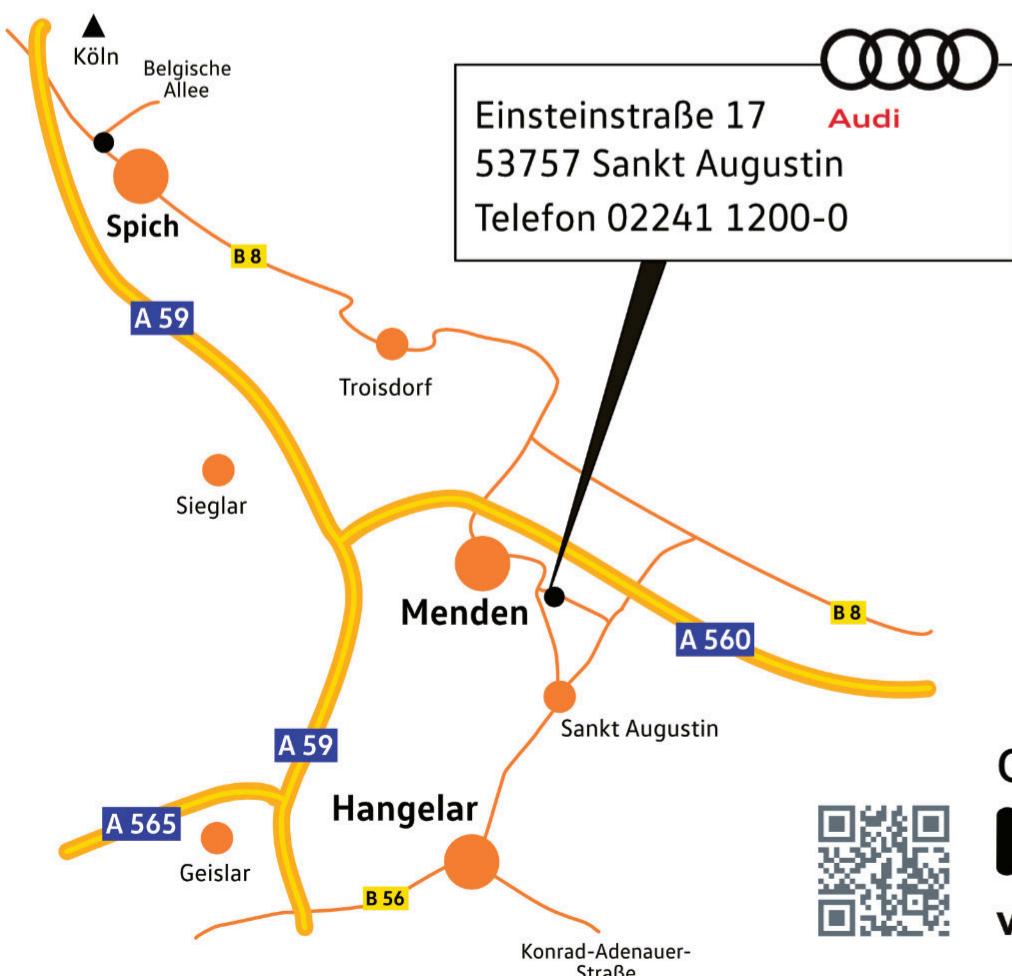 Köln
Belgische
Allee
Audi
Einsteinstraße 17
53757 Sankt Augustin
Telefon 02241 1200-0
Spich
B 8
A 59
Troisdorf
Sieglar
Menden
B 8
A 560
Sankt Augustin
A 59
Hangelar
A 565
Geislar
B 56
Konrad-Adenauer-
Straße